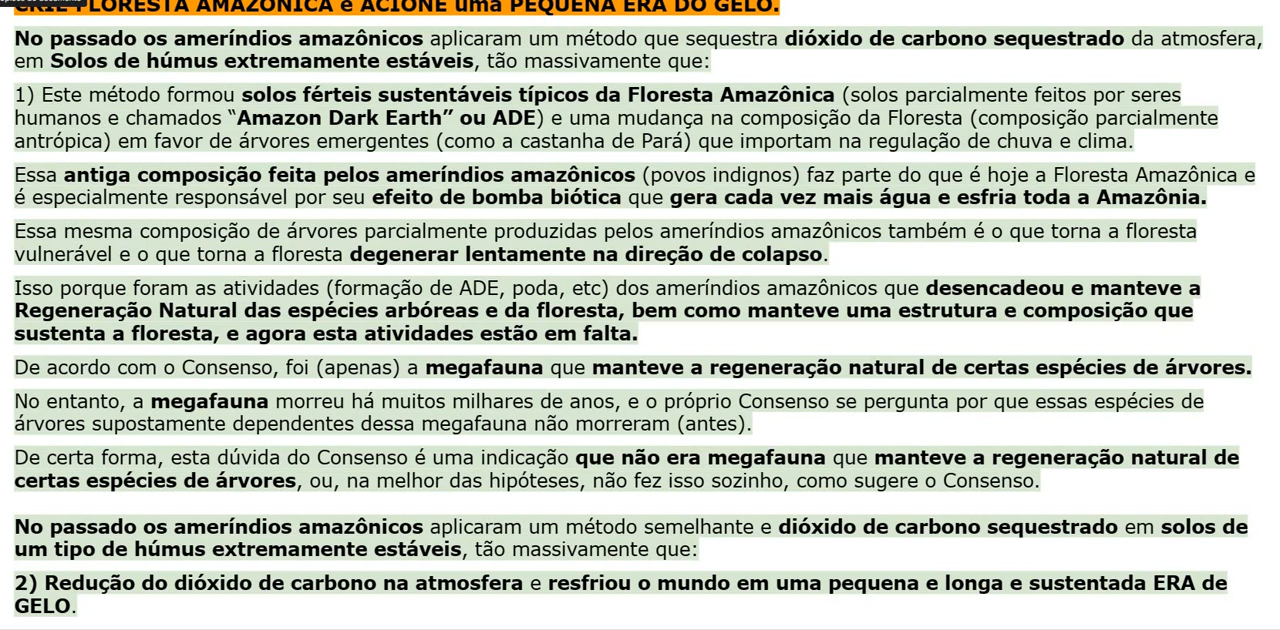 CRIE FLORESTA AMAZÔNICA e ACIONE uma PEQUENA ERA DO GELO.
No passado os ameríndios amazônicos aplicaram um método que sequestra dióxido de carbono sequestrado da atmosfera,
em Solos de húmus extremamente estáveis, tão massivamente que:
1) Este método formou solos férteis sustentáveis típicos da Floresta Amazônica (solos parcialmente feitos por seres
humanos e chamados “Amazon Dark Earth” ou ADE) e uma mudança na composição da Floresta (composição parcialmente
antrópica) em favor de árvores emergentes (como a castanha de Pará) que importam na regulação de chuva e clima.
Essa antiga composição feita pelos ameríndios amazônicos (povos indignos) faz parte do que é hoje a Floresta Amazônica e
é especialmente responsável por seu efeito de bomba biótica que gera cada vez mais água e esfria toda a Amazônia.
Essa mesma composição de árvores parcialmente produzidas pelos ameríndios amazônicos também é o que torna a floresta
vulnerável e o que torna a floresta degenerar lentamente na direção de colapso.
Isso porque foram as atividades (formação de ADE, poda, etc) dos ameríndios amazônicos que desencadeou e manteve a
Regeneração Natural das espécies arbóreas e da floresta, bem como manteve uma estrutura e composição que
sustenta a floresta, e agora esta atividades estão em falta.
De acordo com o Consenso, foi (apenas) a megafauna que manteve a regeneração natural de certas espécies de árvores.
No entanto, a megafauna morreu há muitos milhares de anos, e o próprio Consenso se pergunta por que essas espécies de
árvores supostamente dependentes dessa megafauna não morreram (antes).
De certa forma, esta dúvida do Consenso é uma indicação que não era megafauna que manteve a regeneração natural de
certas espécies de árvores, ou, na melhor das hipóteses, não fez isso sozinho, como sugere o Consenso.
No passado os ameríndios amazônicos aplicaram um método semelhante e dióxido de carbono sequestrado em solos de
um tipo de húmus extremamente estáveis, tão massivamente que:
2) Redução do dióxido de carbono na atmosfera e resfriou o mundo em uma pequena e longa e sustentada ERA de
GELO.